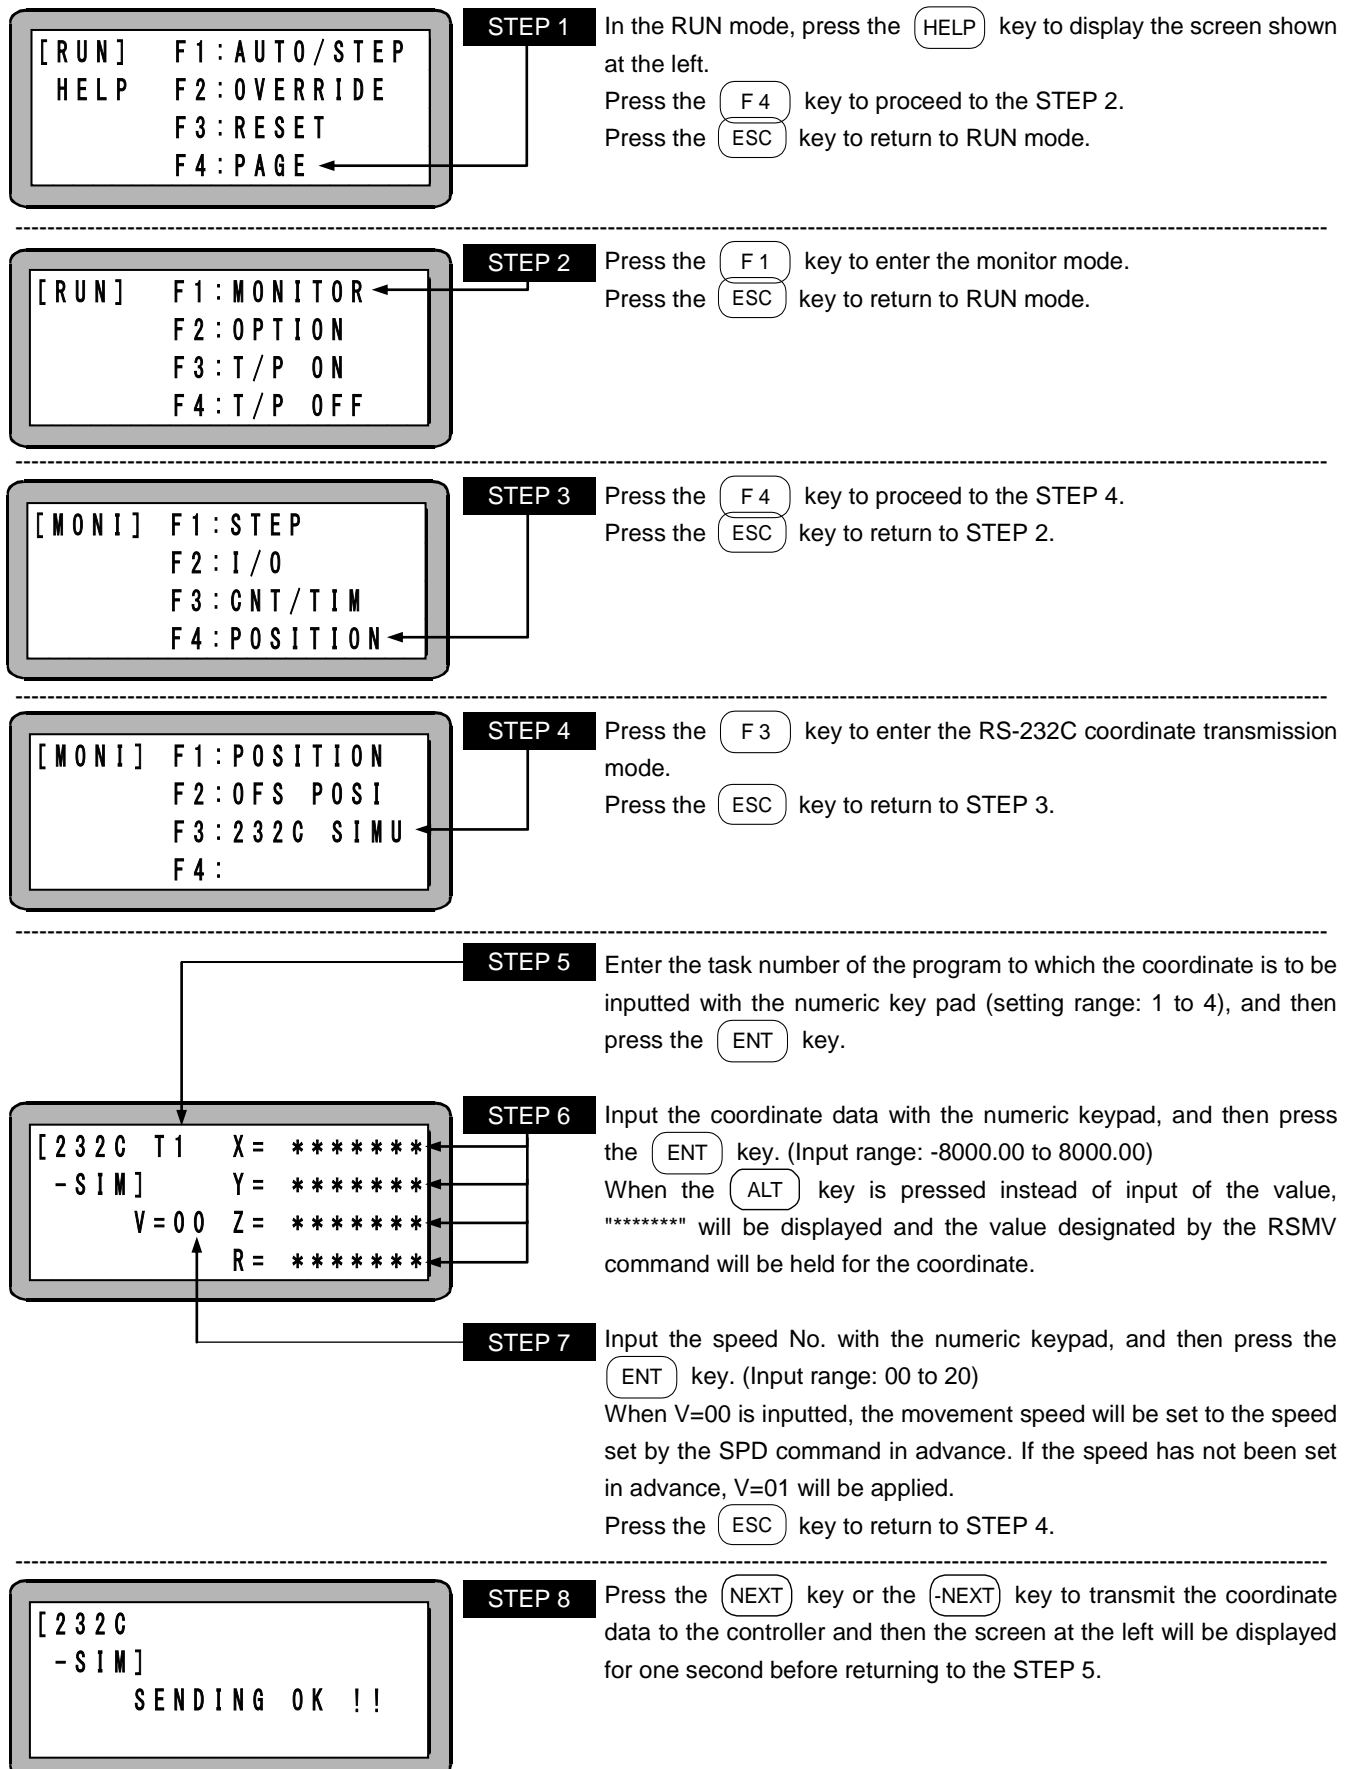 [RUN] F1:AUTO/STEP
HELP F2:OVERRIDE
F3:RESET
F4:PAGE
STEP 1
In the RUN mode, press the HELP key to display the screen shown
at the left.
Press the F 4 key to proceed to the STEP 2.
Press the ESC key to return to RUN mode.
[RUN] F1:MONITOR
F2:OPTION
F3:T/P ON
F4:T/P OFF
STEP 2
Press the F 1 key to enter the monitor mode.
Press the ESC key to return to RUN mode.
[MONI] F1:STEP
F2:I/O
F3:CNT/TIM
F4:POSITION
STEP 3
Press the F 4 key to proceed to the STEP 4.
Press the ESC key to return to STEP 2.
[MONI] F1:POSITION
F2:OFS POSI
F3:232C SIMU
F4:
STEP 4
Press the F 3 key to enter the RS-232C coordinate transmission
mode.
Press the ESC key to return to STEP 3.
STEP 5
Enter the task number of the program to which the coordinate is to be
inputted with the numeric key pad (setting range: 1 to 4), and then
press the ENT key.
[232C T1 X= *******
-SIM] Y= *******
V=00 Z= *******
R= *******
STEP 6
Input the coordinate data with the numeric keypad, and then press
the ENT key. (Input range: -8000.00 to 8000.00)
When the ALT key is pressed instead of input of the value,
"*******" will be displayed and the value designated by the RSMV
command will be held for the coordinate.
STEP 7
Input the speed No. with the numeric keypad, and then press the
ENT key. (Input range: 00 to 20)
When V=00 is inputted, the movement speed will be set to the speed
set by the SPD command in advance. If the speed has not been set
in advance, V=01 will be applied.
Press the ESC key to return to STEP 4.
[232C
-SIM]
SENDING OK !!
STEP 8
Press the NEXT key or the -NEXT key to transmit the coordinate
data to the controller and then the screen at the left will be displayed
for one second before returning to the STEP 5.